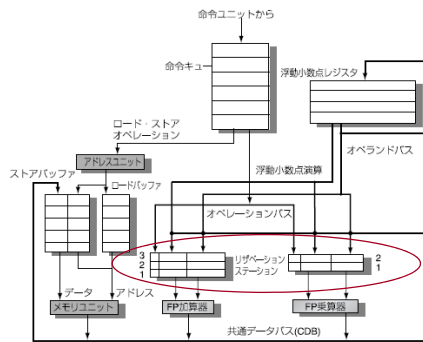 命令ユニットから
命令キュー
浮動小数点レジスタ
ロード・ストア
オペレーション
オペランドバス
アドレスユニット
ストアバッファ
ロードバッファ
浮動小数点演算
オペレーションバス
3
2
1
リザベーション
ステーション
2
1
データ
アドレス
メモリユニット
FP加算器
FP乗算器
共通データバス(CDB)